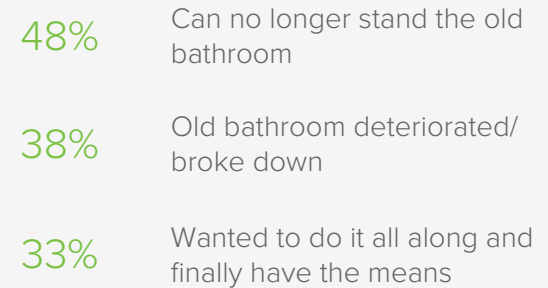 48%
Can no longer stand the old
bathroom
38%
Old bathroom deteriorated/
broke down
33%
Wanted to do it all along and
finally have the means